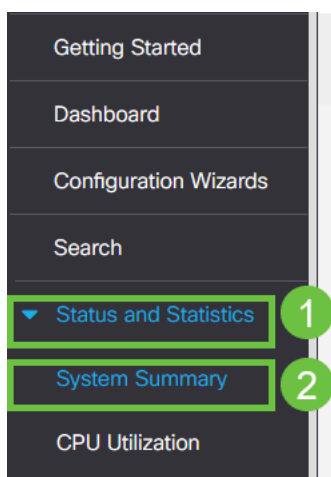 Getting Started
Dashboard
Configuration Wizards
Search
Status and Statistics 1
System Summary 2
CPU Utilization